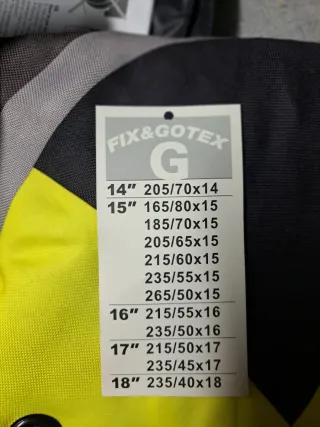 FIX&GOTEX
G
14" 205/70x14
15" 165/80x15
185/70x15
205/65x15
215/60x15
235/55x15
265/50x15
16" 215/55x16
235/50x16
17" 215/50x17
235/45x17
18" 235/40x18